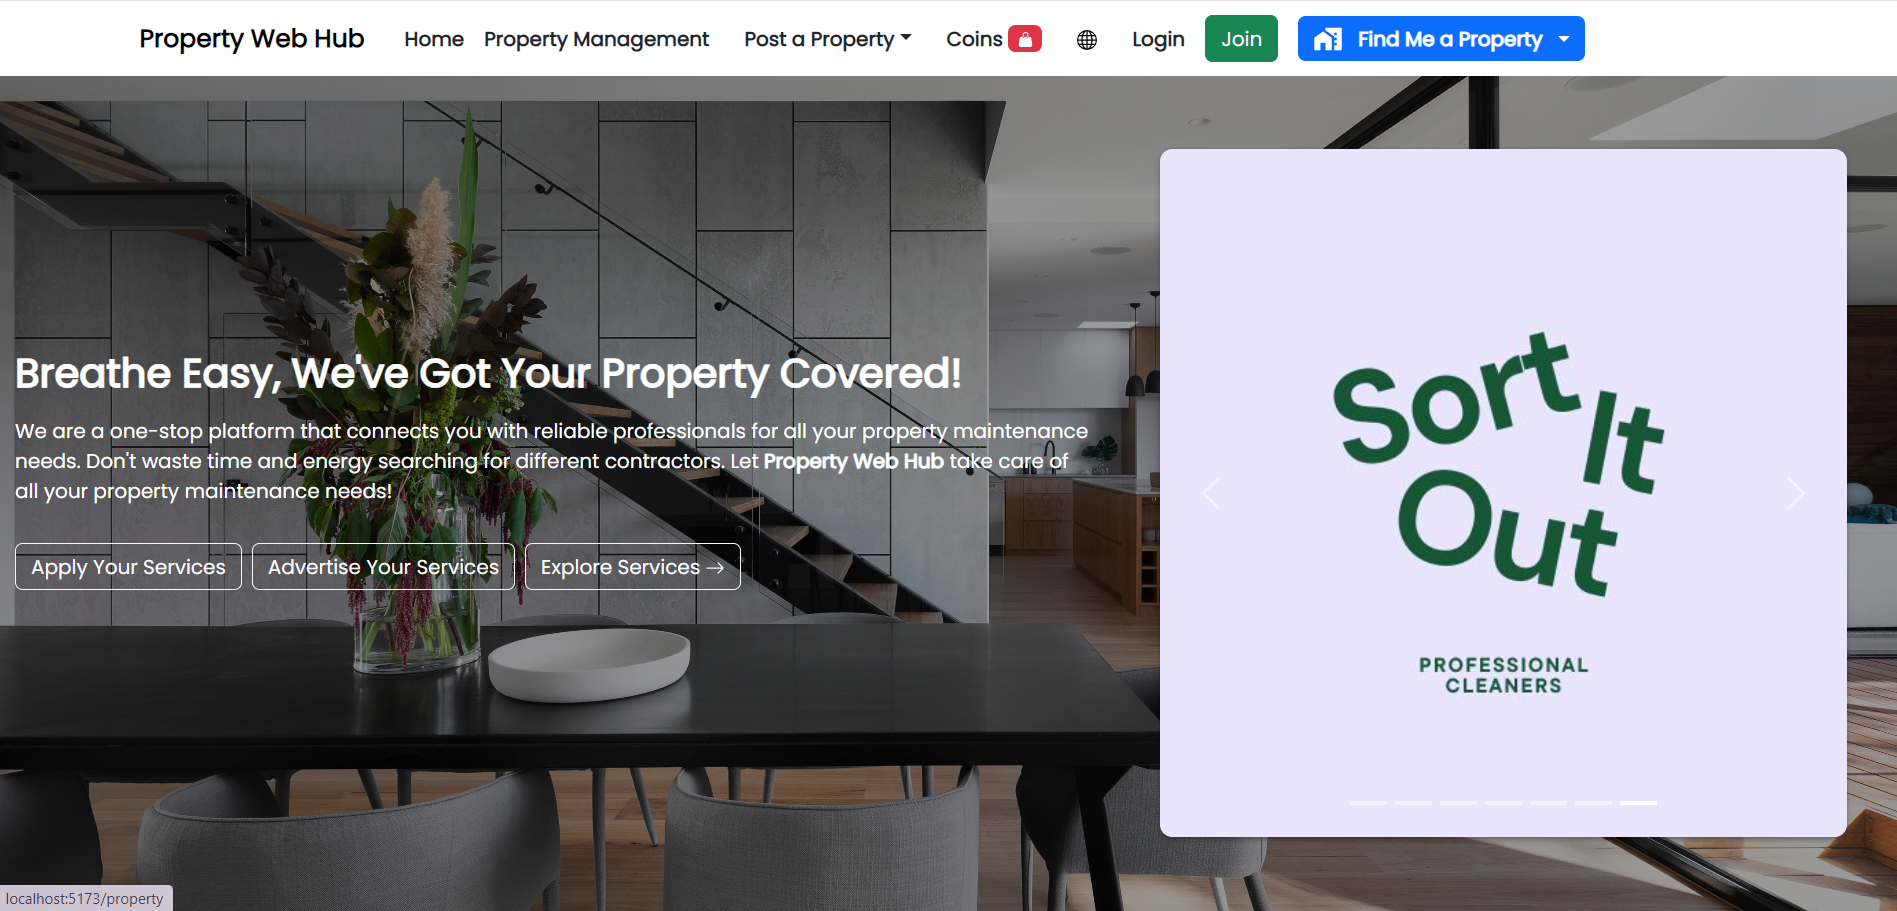 Property Web Hub
Home
Property Management
Post a Property
Coins
Login
Join
Find Me a Property
Breathe Easy, We've Got Your Property Covered!
We are a one-stop platform that connects you with reliable professionals for all your property maintenance
needs. Don't waste time and energy searching for different contractors. Let Property Web Hub take care of
all your property maintenance needs!
Apply Your Services
Advertise Your Services
Explore Services →
Sort It
Out
PROFESSIONAL
CLEANERS
localhost:5173/property